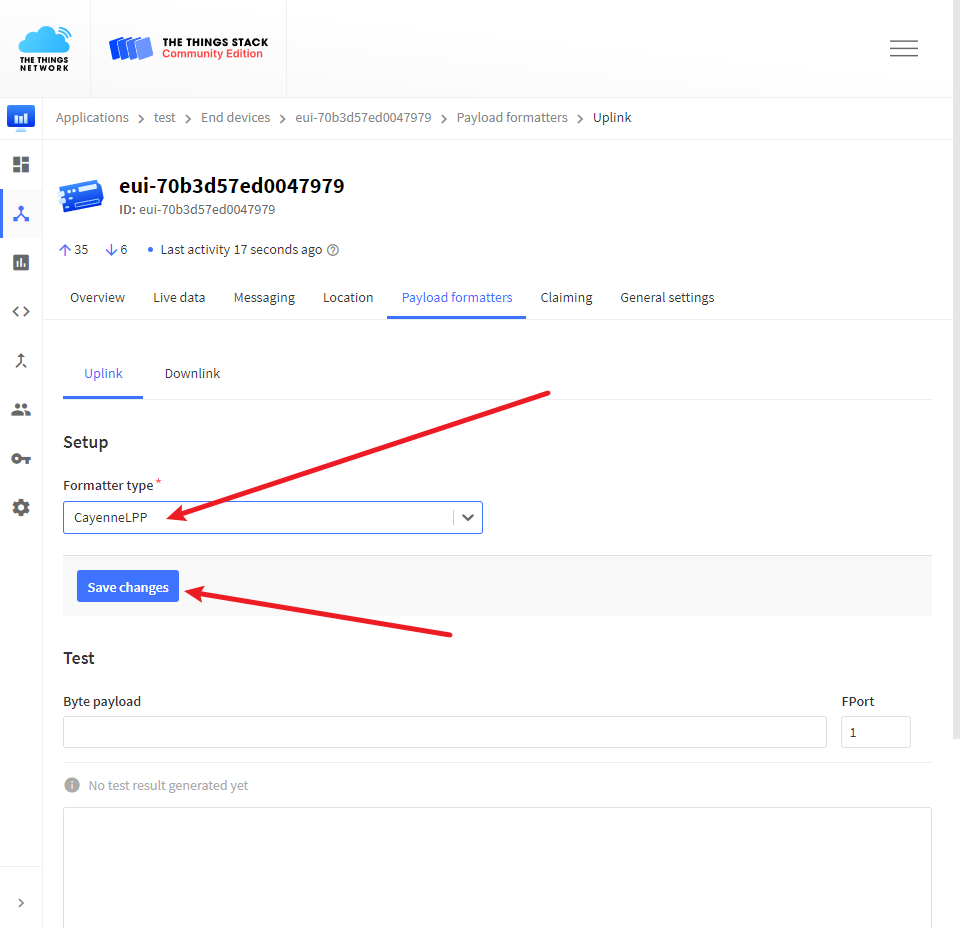 THE THINGS
NETWORK
THE THINGS STACK
Community Edition
Applications > test > End devices > eui-70b3d57ed0047979 > Payload formatters > Uplink
eui-70b3d57ed0047979
ID: eui-70b3d57ed0047979
35 6 • Last activity 17 seconds ago
Overview Live data Messaging Location Payload formatters Claiming General settings
Uplink Downlink
Setup
Formatter type *
CayenneLPP
Save changes
Test
Byte payload FPort
1
No test result generated yet